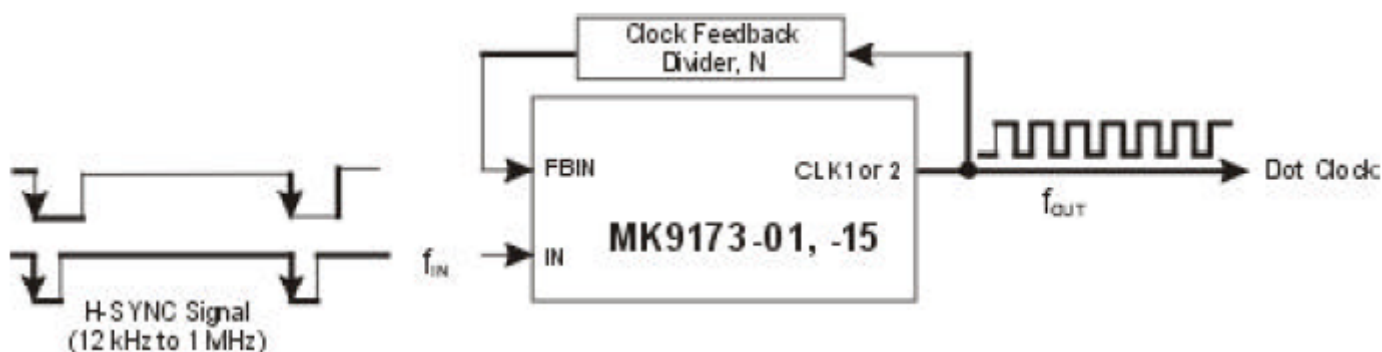 Clock Feedback
Divider, N
FBIN
CLK1 or 2
Dot Clock
fOUT
MK9173-01, -15
fIN
IN
H-SYNC Signal
(12 kHz to 1 MHz)